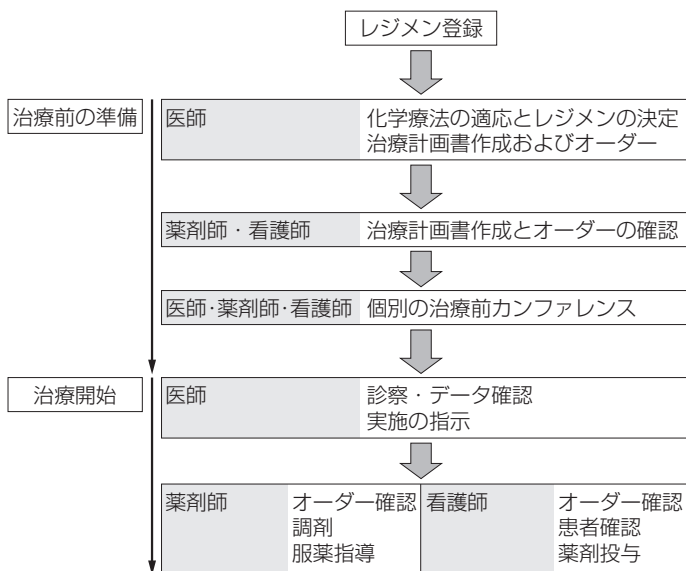 レジメン登録
治療前の準備
医師
化学療法の適応とレジメンの決定
治療計画書作成およびオーダー
薬剤師・看護師
治療計画書作成とオーダーの確認
医師・薬剤師・看護師
個別の治療前カンファレンス
治療開始
医師
診察・データ確認
実施の指示
薬剤師
オーダー確認
調剤
服薬指導
看護師
オーダー確認
患者確認
薬剤投与